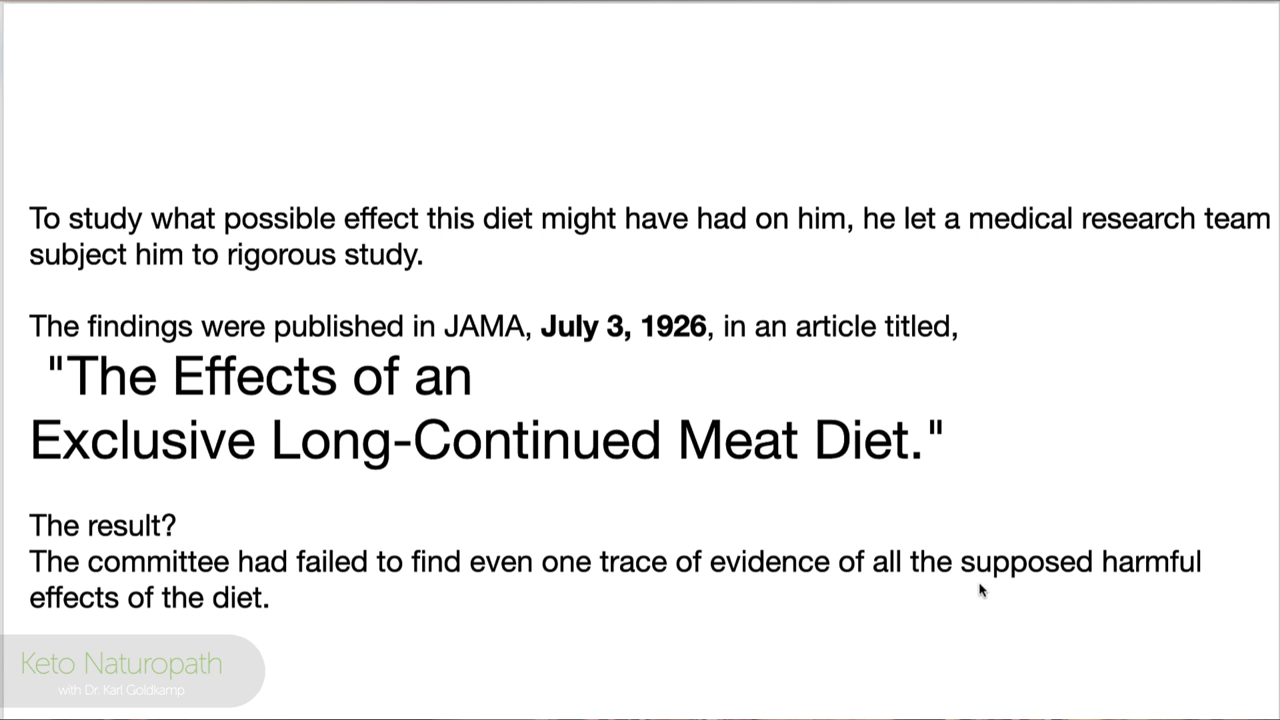 To study what possible effect this diet might have had on him, he let a medical research team
subject him to rigorous study.
The findings were published in JAMA, July 3, 1926, in an article titled,
"The Effects of an
Exclusive Long-Continued Meat Diet."
The result?
The committee had failed to find even one trace of evidence of all the supposed harmful
effects of the diet.
Keto Naturopath
with Dr. Karl Goldkamp